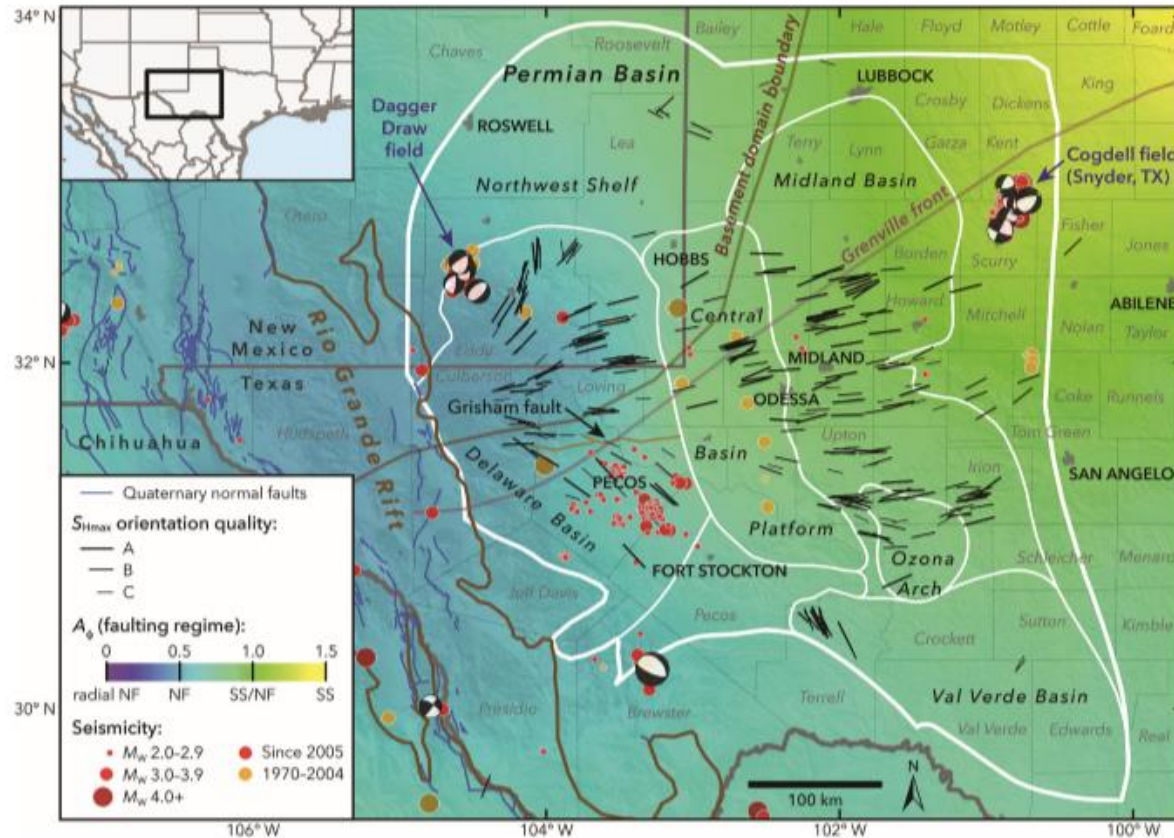 34° N
32° N
30° N
106° W
104° W
102° W
100° W
Chaves
Roosevelt
Bailey
Hale
Floyd
Motley
Cottle
Foard
Permian Basin
LUBBOCK
King
Crosby
Dickens
Dagger
Draw
field
ROSWELL
Lea
Basement domain boundary
Terry
Lynn
Garza
Kent
Cogdell field
(Snyder, TX)
Northwest Shelf
Midland Basin
Grenville front
Otero
Fisher
Jones
HOBBS
Borden
Scurry
ABILENE
Howard
Mitchell
Nolan
Taylor
Central
New
Mexico
Eddy
MIDLAND
Texas
Culberson
Loving
Rio Grande Rift
ODESSA
Coke
Runnels
Grisham fault
Chihuahua
Hudspeth
Upton
Tom Green
Basin
Irion
SAN ANGELO
Delaware Basin
PECOS
Platform
Ozona
Arch
Schleicher
Menard
FORT STOCKTON
Jeff Davis
Pecos
Crockett
Sutton
Kimble
Presidio
Brewster
Terrell
Val Verde Basin
Val Verde
Edwards
Real
N
100 km
Quaternary normal faults
SHmax orientation quality:
A
B
C
Aϕ (faulting regime):
0 0.5 1.0 1.5
radial NF NF SS/NF SS
Seismicity:
Mw 2.0-2.9
Since 2005
Mw 3.0-3.9
1970-2004
Mw 4.0+